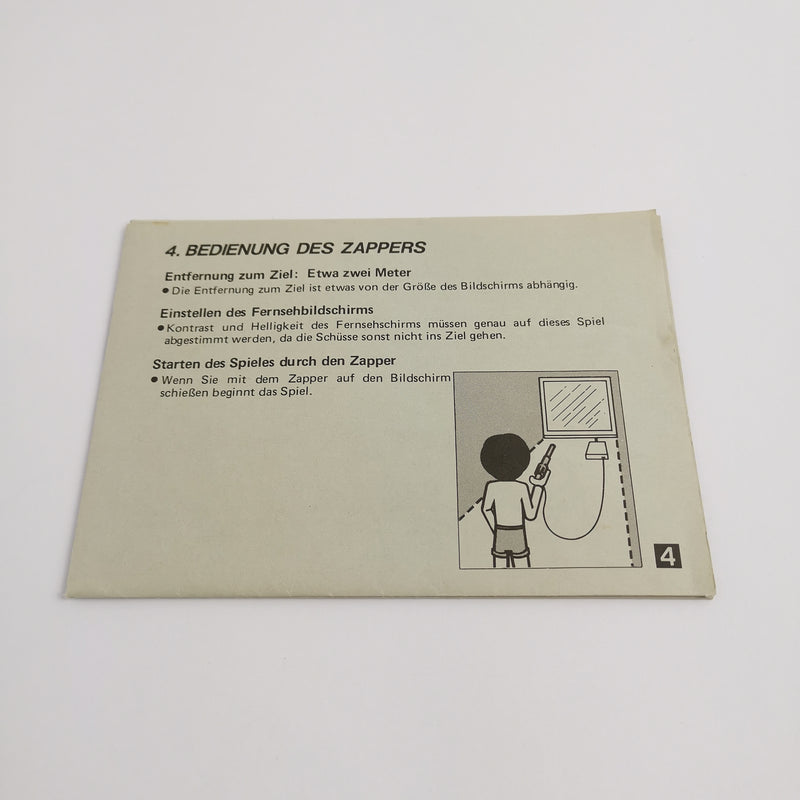 4. BEDIENUNG DES ZAPPERS
Entfernung zum Ziel: Etwa zwei Meter
● Die Entfernung zum Ziel ist etwas von der Größe des Bildschirms abhängig.
Einstellen des Fernsehbildschirms
● Kontrast und Helligkeit des Fernsehschirms müssen genau auf dieses Spiel
abgestimmt werden, da die Schüsse sonst nicht ins Ziel gehen.
Starten des Spieles durch den Zapper
● Wenn Sie mit dem Zapper auf den Bildschirm
schießen beginnt das Spiel.
4